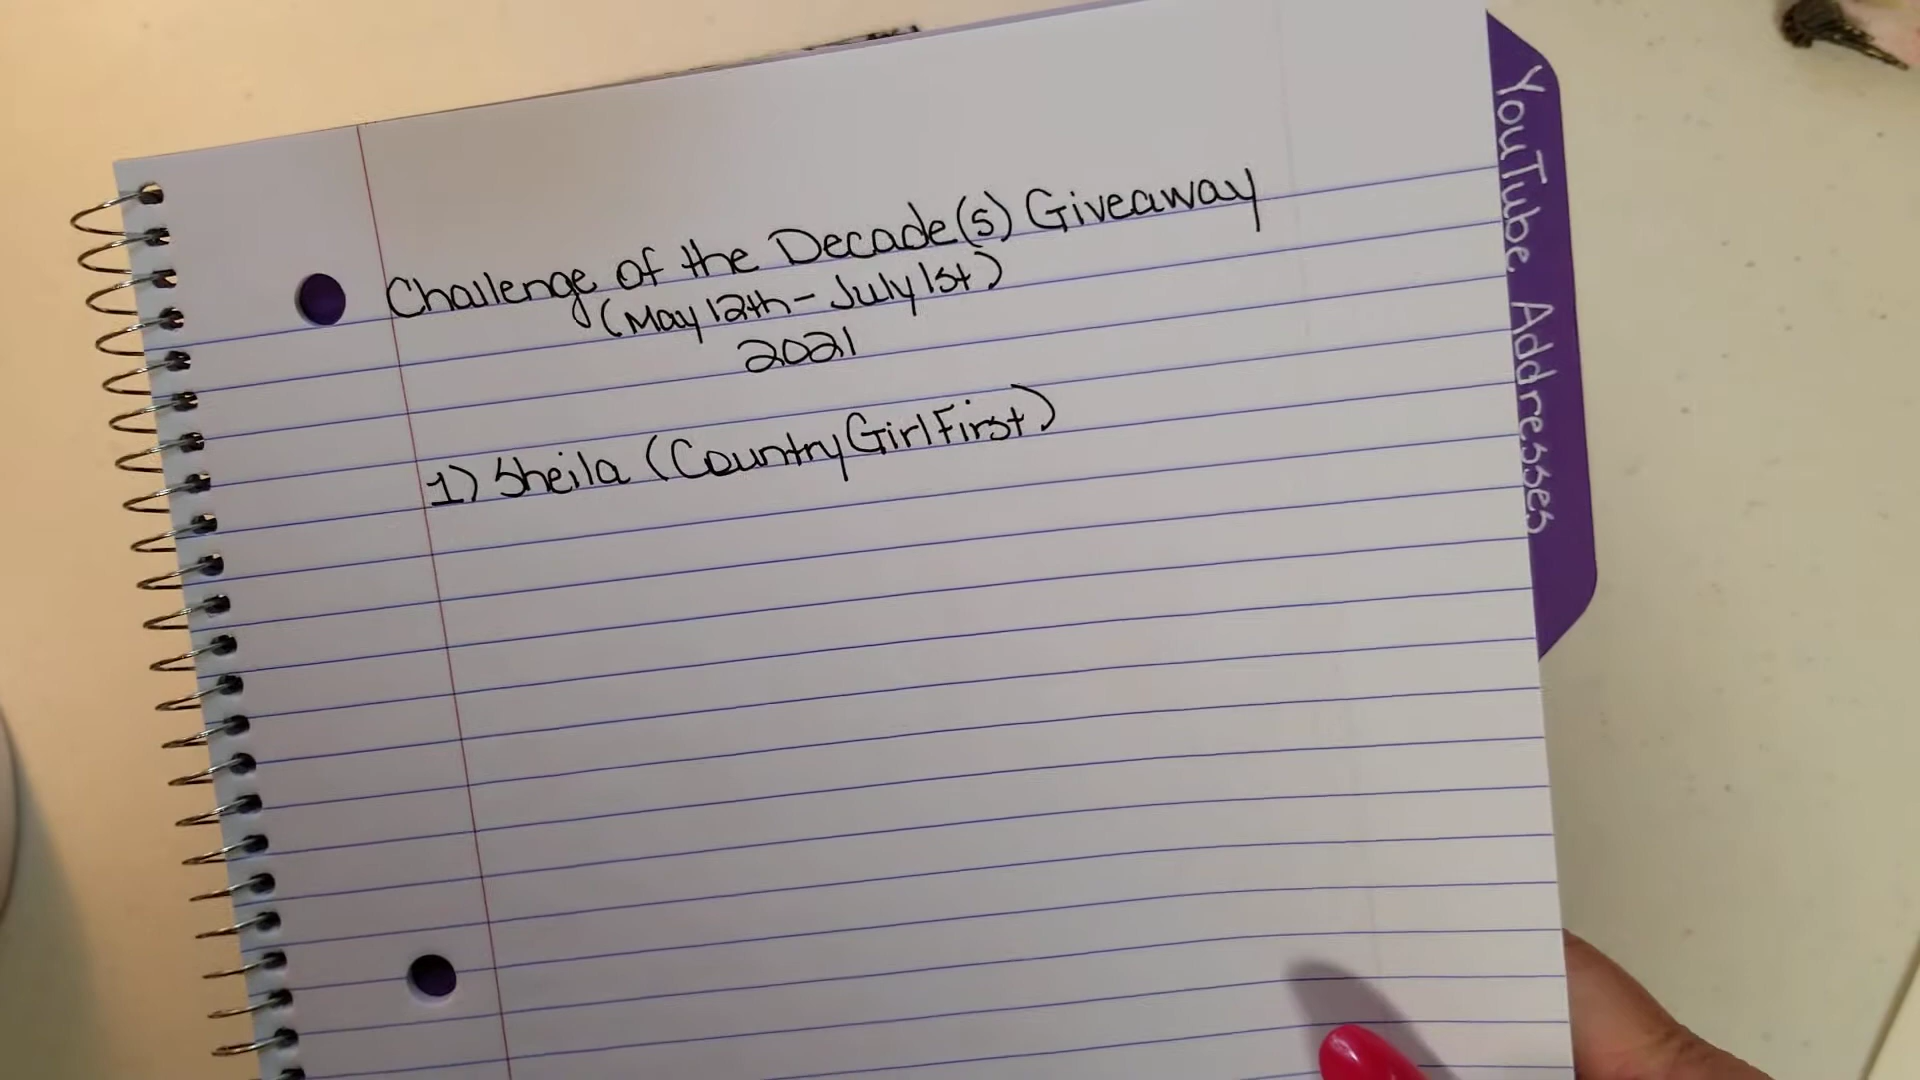 Challenge of the Decade(s) Giveaway
(May 12th - July 1st)
2021
1) Sheila (CountryGirlFirst)
YouTube Addresses